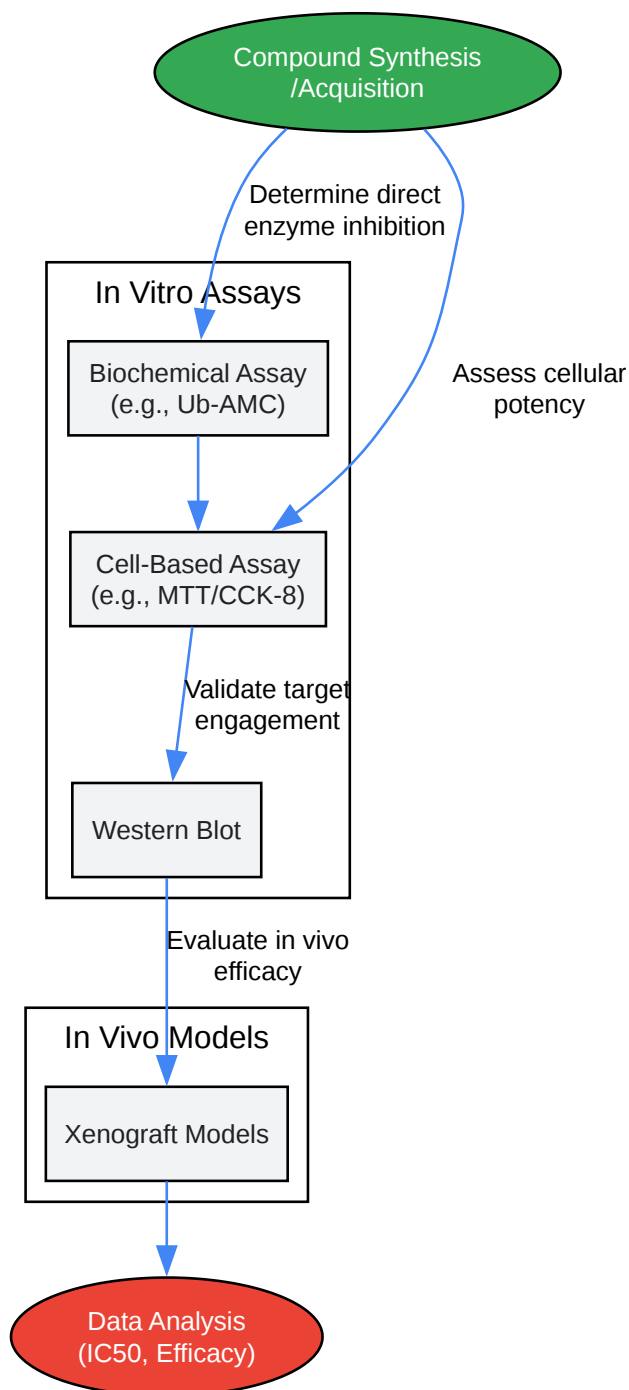 Compound Synthesis
/Acquisition
Determine direct
enzyme inhibition
In Vitro Assays
Biochemical Assay
(e.g., Ub-AMC)
Assess cellular
potency
Cell-Based Assay
(e.g., MTT/CCK-8)
Validate target
engagement
Western Blot
Evaluate in vivo
efficacy
In Vivo Models
Xenograft Models
Data Analysis
(IC50, Efficacy)